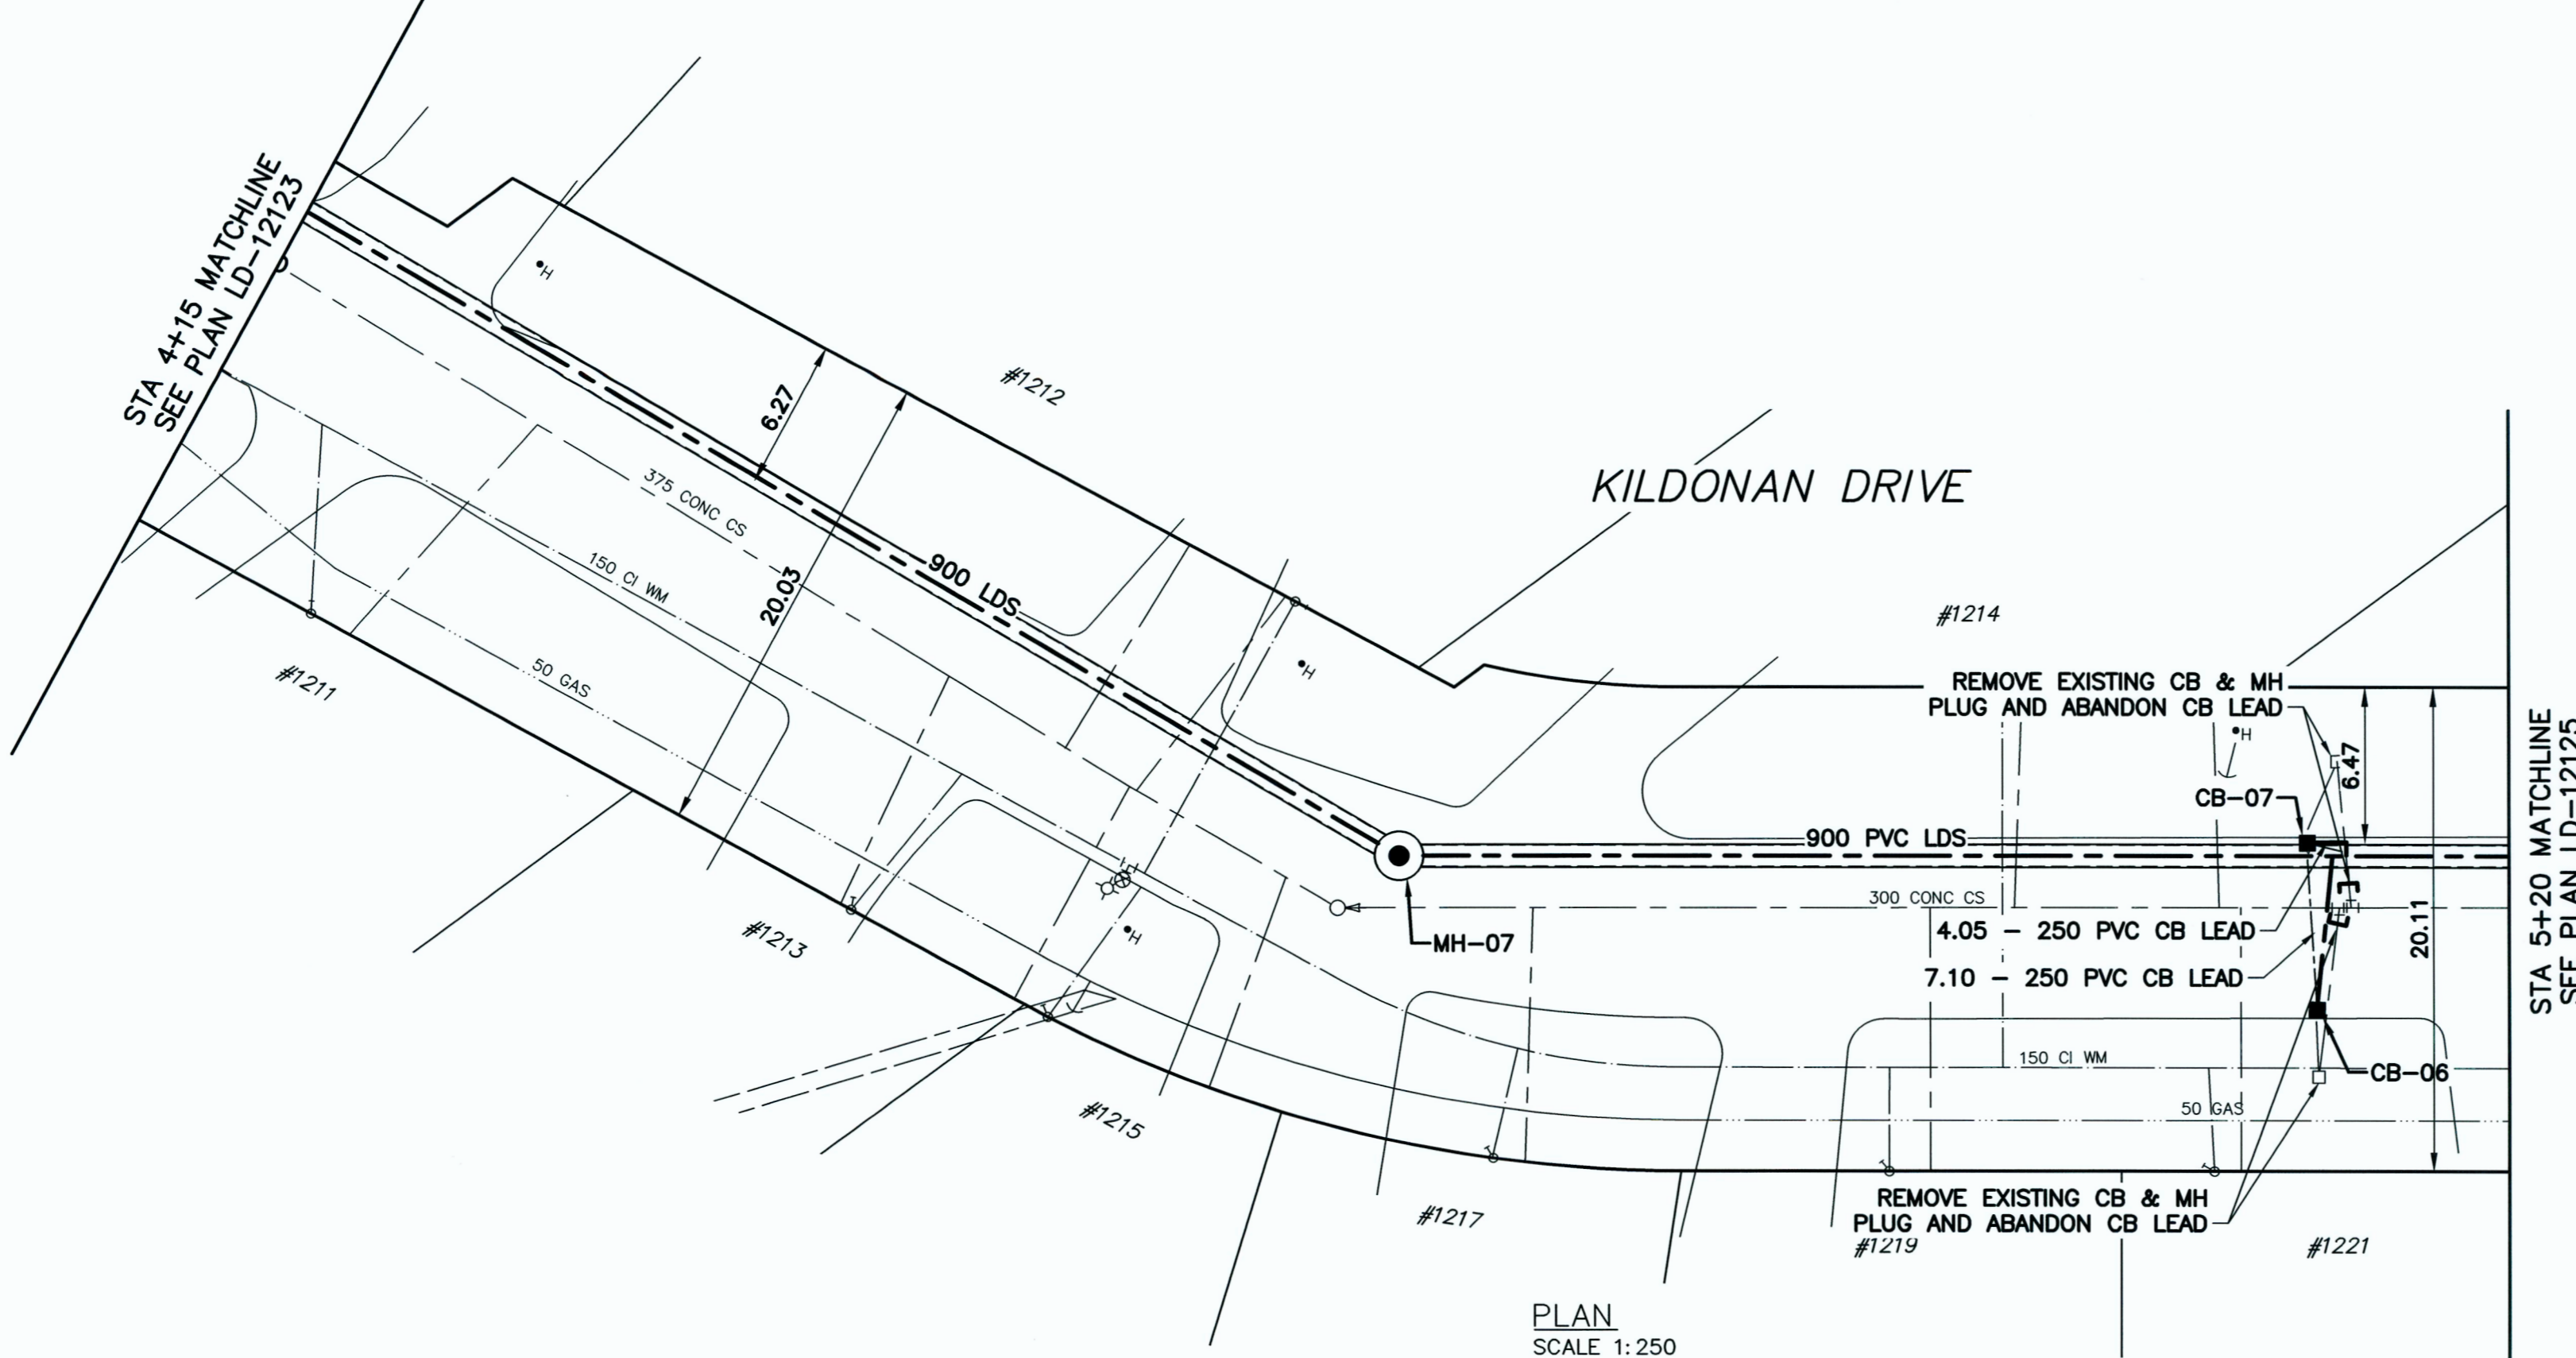 STA 4+15 MATCHLINE
SEE PLAN LD-12123
H
6.27
#1212
20.03
375 CONC CS
150 CI WM
50 GAS
900 LDS
#1211
KILDONAN DRIVE
H
#1214
REMOVE EXISTING CB & MH
PLUG AND ABANDON CB LEAD
H
6.47
CB-07
900 PVC LDS
300 CONC CS
4.05 - 250 PVC CB LEAD
7.10 - 250 PVC CB LEAD
20.11
MH-07
H
#1213
150 CI WM
CB-06
50 GAS
#1215
#1217
REMOVE EXISTING CB & MH
PLUG AND ABANDON CB LEAD
#1219
#1221
STA 5+20 MATCHLINE
SEE PLAN LD-12125
PLAN
SCALE 1:250